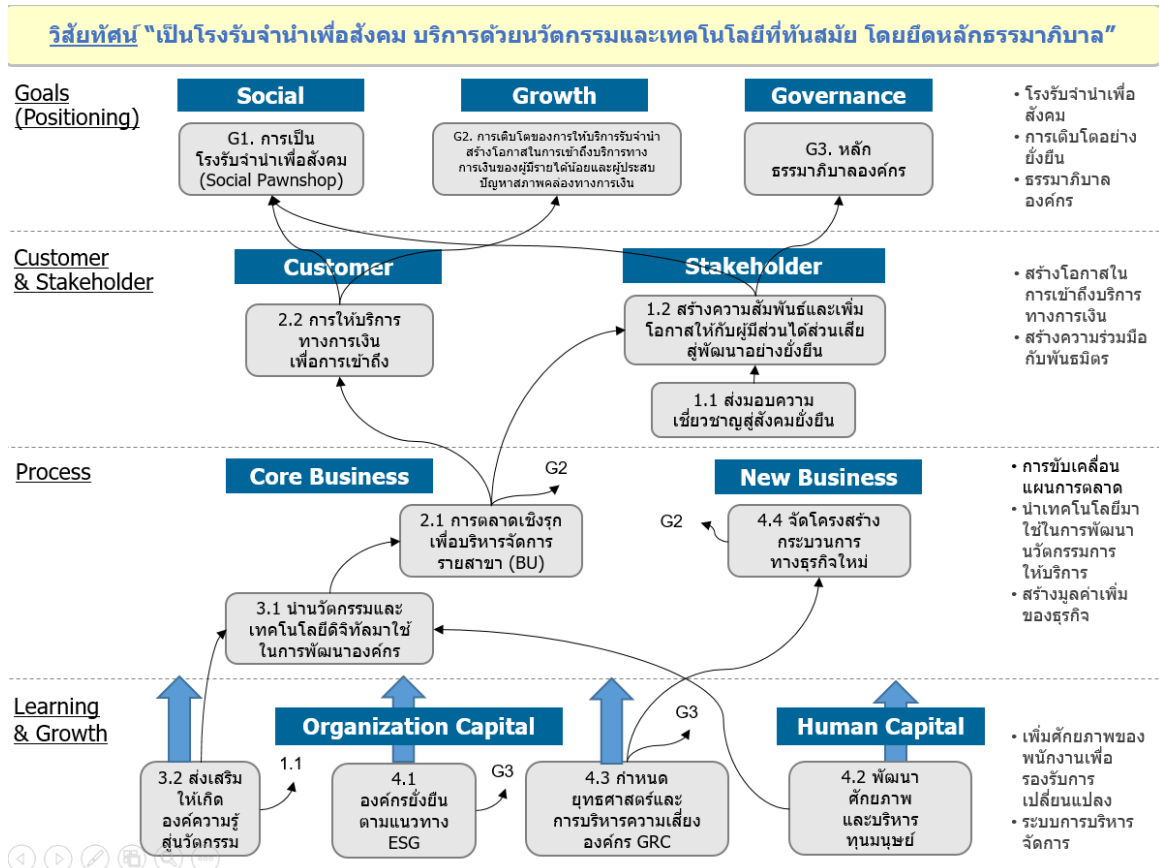 วิสัยทัศน์ “เป็นโรงรับจำนำเพื่อสังคม บริการด้วยนวัตกรรมและเทคโนโลยีที่ทันสมัย โดยยึดหลักธรรมาภิบาล”
Goals
(Positioning)
Social
Growth
Governance
G1. การเป็น
โรงรับจำนำเพื่อสังคม
(Social Pawnshop)
G2. การเติบโตของการให้บริการรับจำนำ
สร้างโอกาสในการเข้าถึงบริการทาง
การเงินของผู้มีรายได้น้อยและผู้ประสบ
ปัญหาสภาพคล่องทางการเงิน
G3. หลัก
ธรรมาภิบาลองค์กร
• โรงรับจำนำเพื่อ
สังคม
• การเติบโตอย่าง
ยั่งยืน
• ธรรมาภิบาล
องค์กร
Customer
& Stakeholder
Customer
Stakeholder
2.2 การให้บริการ
ทางการเงิน
เพื่อการเข้าถึง
1.2 สร้างความสัมพันธ์และเพิ่ม
โอกาสให้กับผู้มีส่วนได้ส่วนเสีย
สู่พัฒนาอย่างยั่งยืน
1.1 ส่งมอบความ
เชี่ยวชาญสู่สังคมยั่งยืน
• สร้างโอกาสใน
การเข้าถึงบริการ
ทางการเงิน
• สร้างความร่วมมือ
กับพันธมิตร
Process
Core Business
New Business
G2
2.1 การตลาดเชิงรุก
เพื่อบริหารจัดการ
รายสาขา (BU)
G2
4.4 จัดโครงสร้าง
กระบวนการ
ทางธุรกิจใหม่
3.1 นำนวัตกรรมและ
เทคโนโลยีดิจิทัลมาใช้
ในการพัฒนาองค์กร
• การขับเคลื่อน
แผนการตลาด
• นำเทคโนโลยีมา
ใช้ในการพัฒนา
นวัตกรรมการ
ให้บริการ
• สร้างมูลค่าเพิ่ม
ของธุรกิจ
Learning
& Growth
Organization Capital
Human Capital
G3
1.1
G3
3.2 ส่งเสริม
ให้เกิด
องค์ความรู้
สู่นวัตกรรม
4.1
องค์กรยั่งยืน
ตามแนวทาง
ESG
4.3 กำหนด
ยุทธศาสตร์และ
การบริหารความเสี่ยง
องค์กร GRC
4.2 พัฒนา
ศักยภาพ
และบริหาร
ทุนมนุษย์
• เพิ่มศักยภาพของ
พนักงานเพื่อ
รองรับการ
เปลี่ยนแปลง
• ระบบการบริหาร
จัดการ